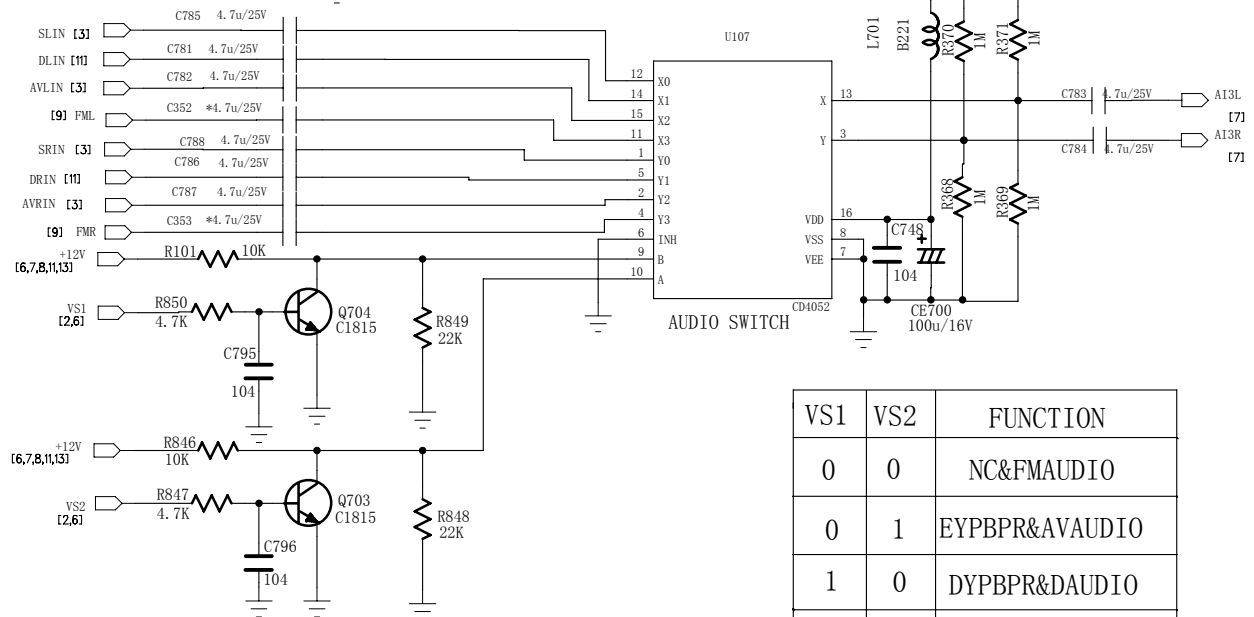 C785 4.7u/25V
SLIN [3]
C781 4.7u/25V
DLIN [11]
C782 4.7u/25V
AVLIN [3]
C352 *4.7u/25V
[9] FML
C788 4.7u/25V
SRIN [3]
C786 4.7u/25V
DRIN [11]
C787 4.7u/25V
AVRIN [3]
C353 *4.7u/25V
[9] FMR
+12V
[6,7,8,11,13]
R101 10K
VS1
[2,6]
R850
4.7K
Q704
C1815
R849
22K
C795
104
+12V
[6,7,8,11,13]
R846
10K
VS2
[2,6]
R847
4.7K
Q703
C1815
R848
22K
C796
104
U107
12 X0
14 X1
15 X2
11 X3
1 Y0
5 Y1
2 Y2
4 Y3
6 INH
9 B
10 A
X 13
Y 3
VDD 16
VSS 8
VEE 7
CD4052
AUDIO SWITCH
L701
B221
R370
1M
R371
1M
C783 4.7u/25V
AI3L
[7]
C784 4.7u/25V
AI3R
[7]
R368
1M
R369
1M
C748
104
+
CE700
100u/16V
VS1 VS2 FUNCTION
0 0 NC&FMAUDIO
0 1 EYPBPR&AVAUDIO
1 0 DYPBPR&DAUDIO